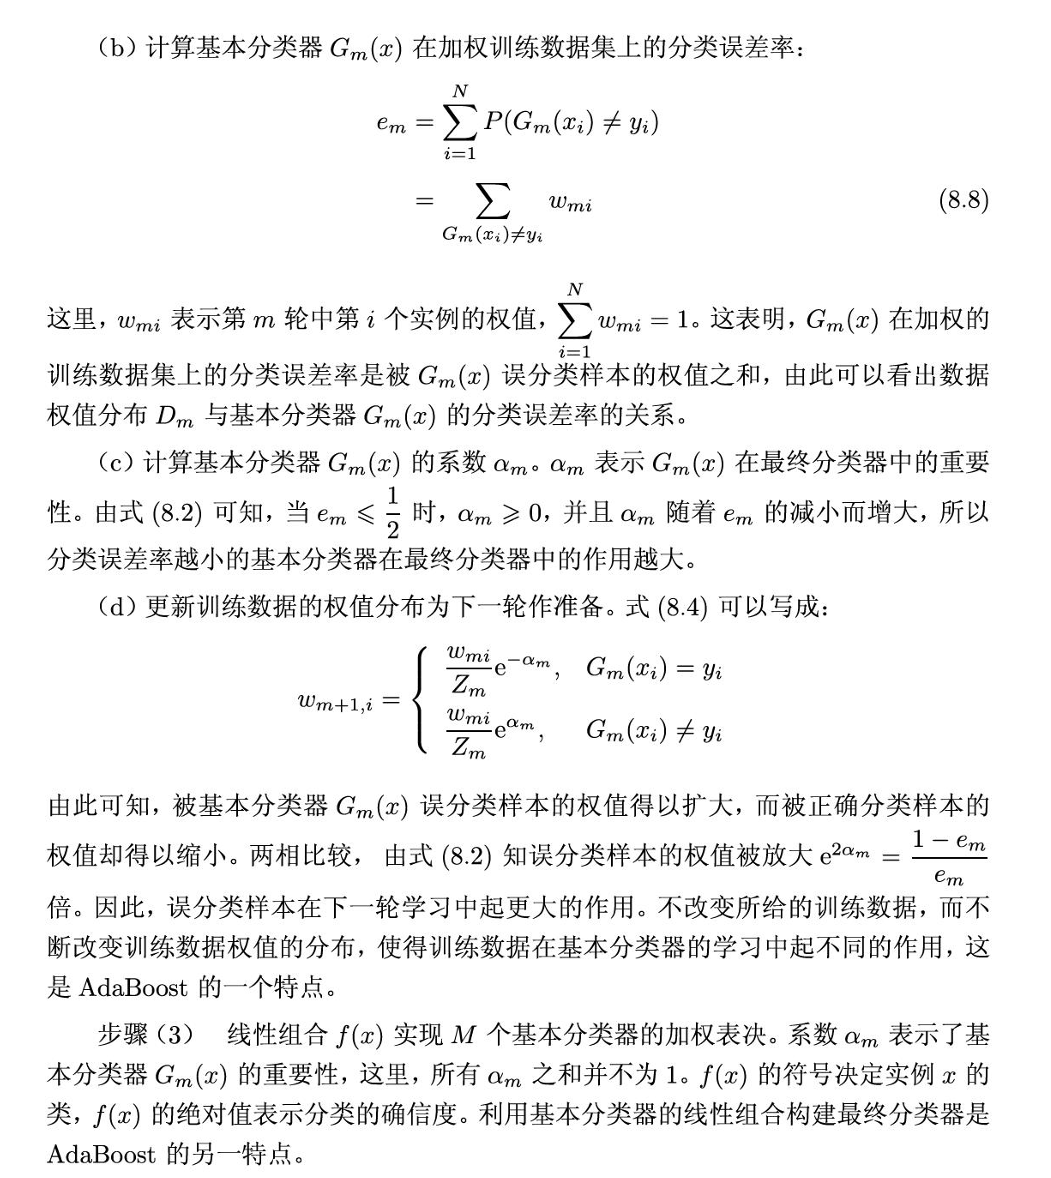 （b）计算基本分类器 Gₘ(x) 在加权训练数据集上的分类误差率：
$e_m = \sum_{i=1}^{N} P(G_m(x_i) \neq y_i)$
$= \sum_{G_m(x_i) \neq y_i} w_{mi}$ (8.8)
这里，$w_{mi}$ 表示第 $m$ 轮中第 $i$ 个实例的权值，$\sum_{i=1}^{N} w_{mi} = 1$。这表明，$G_m(x)$ 在加权的
训练数据集上的分类误差率是被 $G_m(x)$ 误分类样本的权值之和，由此可以看出数据
权值分布 $D_m$ 与基本分类器 $G_m(x)$ 的分类误差率的关系。
（c）计算基本分类器 $G_m(x)$ 的系数 $\alpha_m$。$\alpha_m$ 表示 $G_m(x)$ 在最终分类器中的重要
性。由式 (8.2) 可知，当 $e_m \leqslant \frac{1}{2}$ 时，$\alpha_m \geqslant 0$，并且 $\alpha_m$ 随着 $e_m$ 的减小而增大，所以
分类误差率越小的基本分类器在最终分类器中的作用越大。
（d）更新训练数据的权值分布为下一轮作准备。式 (8.4) 可以写成：
$w_{m+1,i} = \begin{cases} \frac{w_{mi}}{Z_m} \mathrm{e}^{-\alpha_m}, & G_m(x_i) = y_i \\ \frac{w_{mi}}{Z_m} \mathrm{e}^{\alpha_m}, & G_m(x_i) \neq y_i \end{cases}$
由此可知，被基本分类器 $G_m(x)$ 误分类样本的权值得以扩大，而被正确分类样本的
权值却得以缩小。两相比较， 由式 (8.2) 知误分类样本的权值被放大 $\mathrm{e}^{2\alpha_m} = \frac{1-e_m}{e_m}$
倍。因此，误分类样本在下一轮学习中起更大的作用。不改变所给的训练数据，而不
断改变训练数据权值的分布，使得训练数据在基本分类器的学习中起不同的作用，这
是 AdaBoost 的一个特点。
步骤（3） 线性组合 $f(x)$ 实现 $M$ 个基本分类器的加权表决。系数 $\alpha_m$ 表示了基
本分类器 $G_m(x)$ 的重要性，这里，所有 $\alpha_m$ 之和并不为 1。$f(x)$ 的符号决定实例 $x$ 的
类，$f(x)$ 的绝对值表示分类的确信度。利用基本分类器的线性组合构建最终分类器是
AdaBoost 的另一特点。